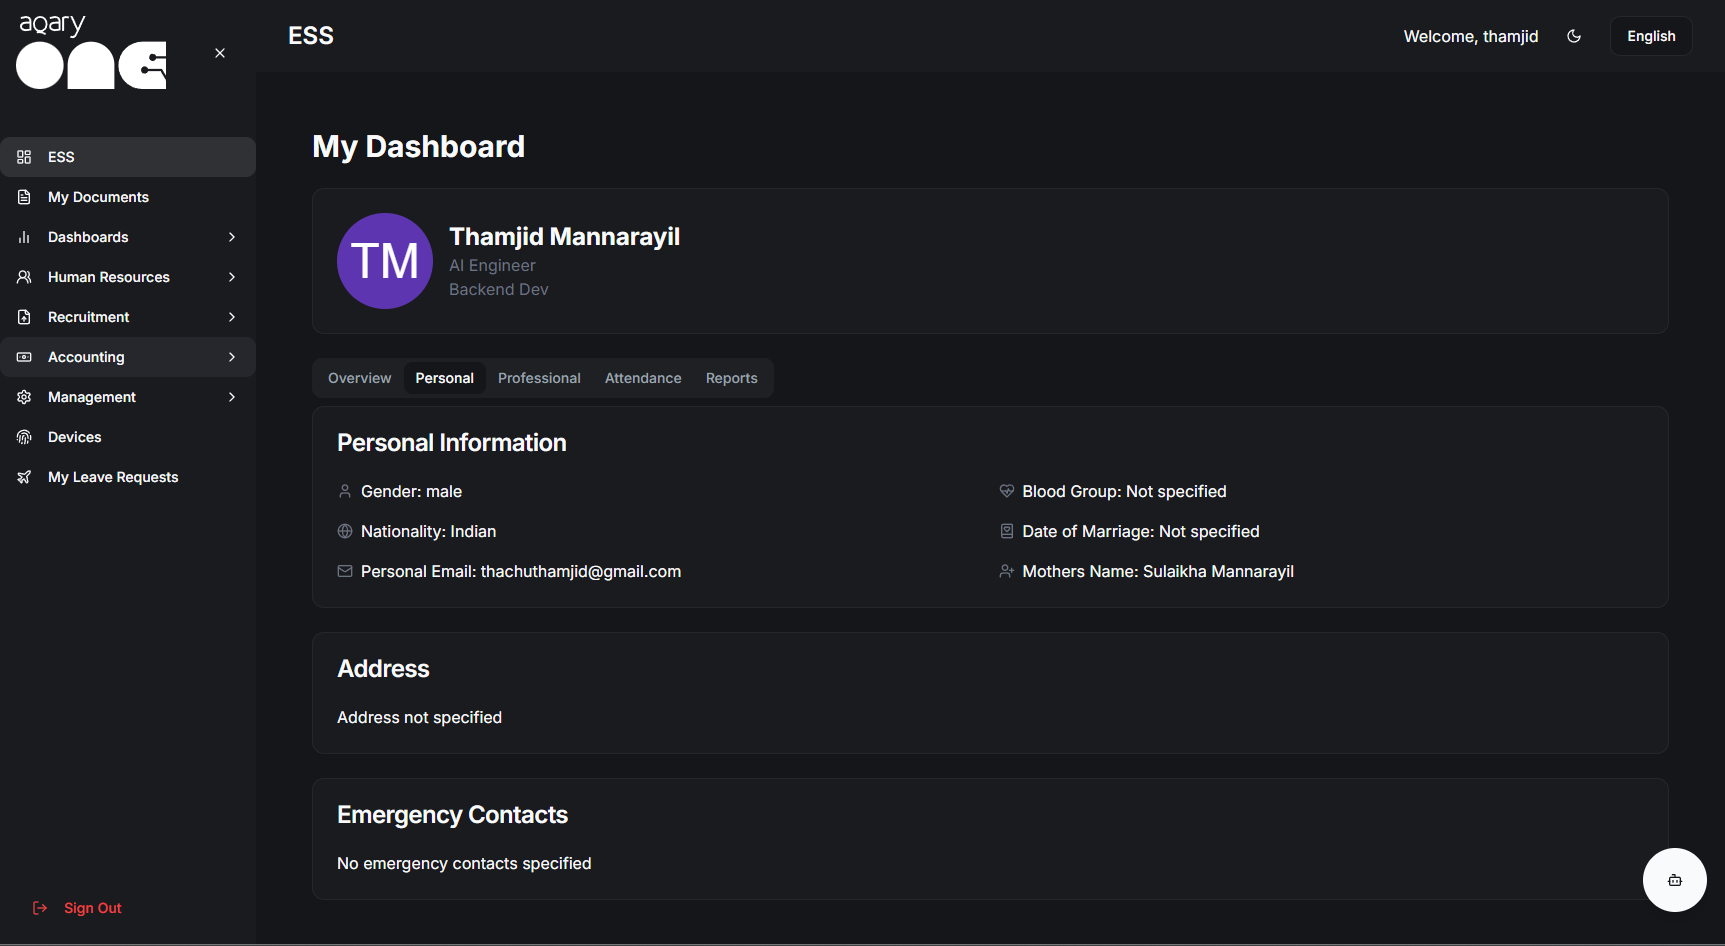 aqary
one
ESS
My Documents
Dashboards
Human Resources
Recruitment
Accounting
Management
Devices
My Leave Requests
Sign Out
ESS
Welcome, thamjid
English
My Dashboard
TM
Thamjid Mannarayil
AI Engineer
Backend Dev
Overview Personal Professional Attendance Reports
Personal Information
Gender: male
Blood Group: Not specified
Nationality: Indian
Date of Marriage: Not specified
Personal Email: thachuthamjid@gmail.com
Mothers Name: Sulaikha Mannarayil
Address
Address not specified
Emergency Contacts
No emergency contacts specified